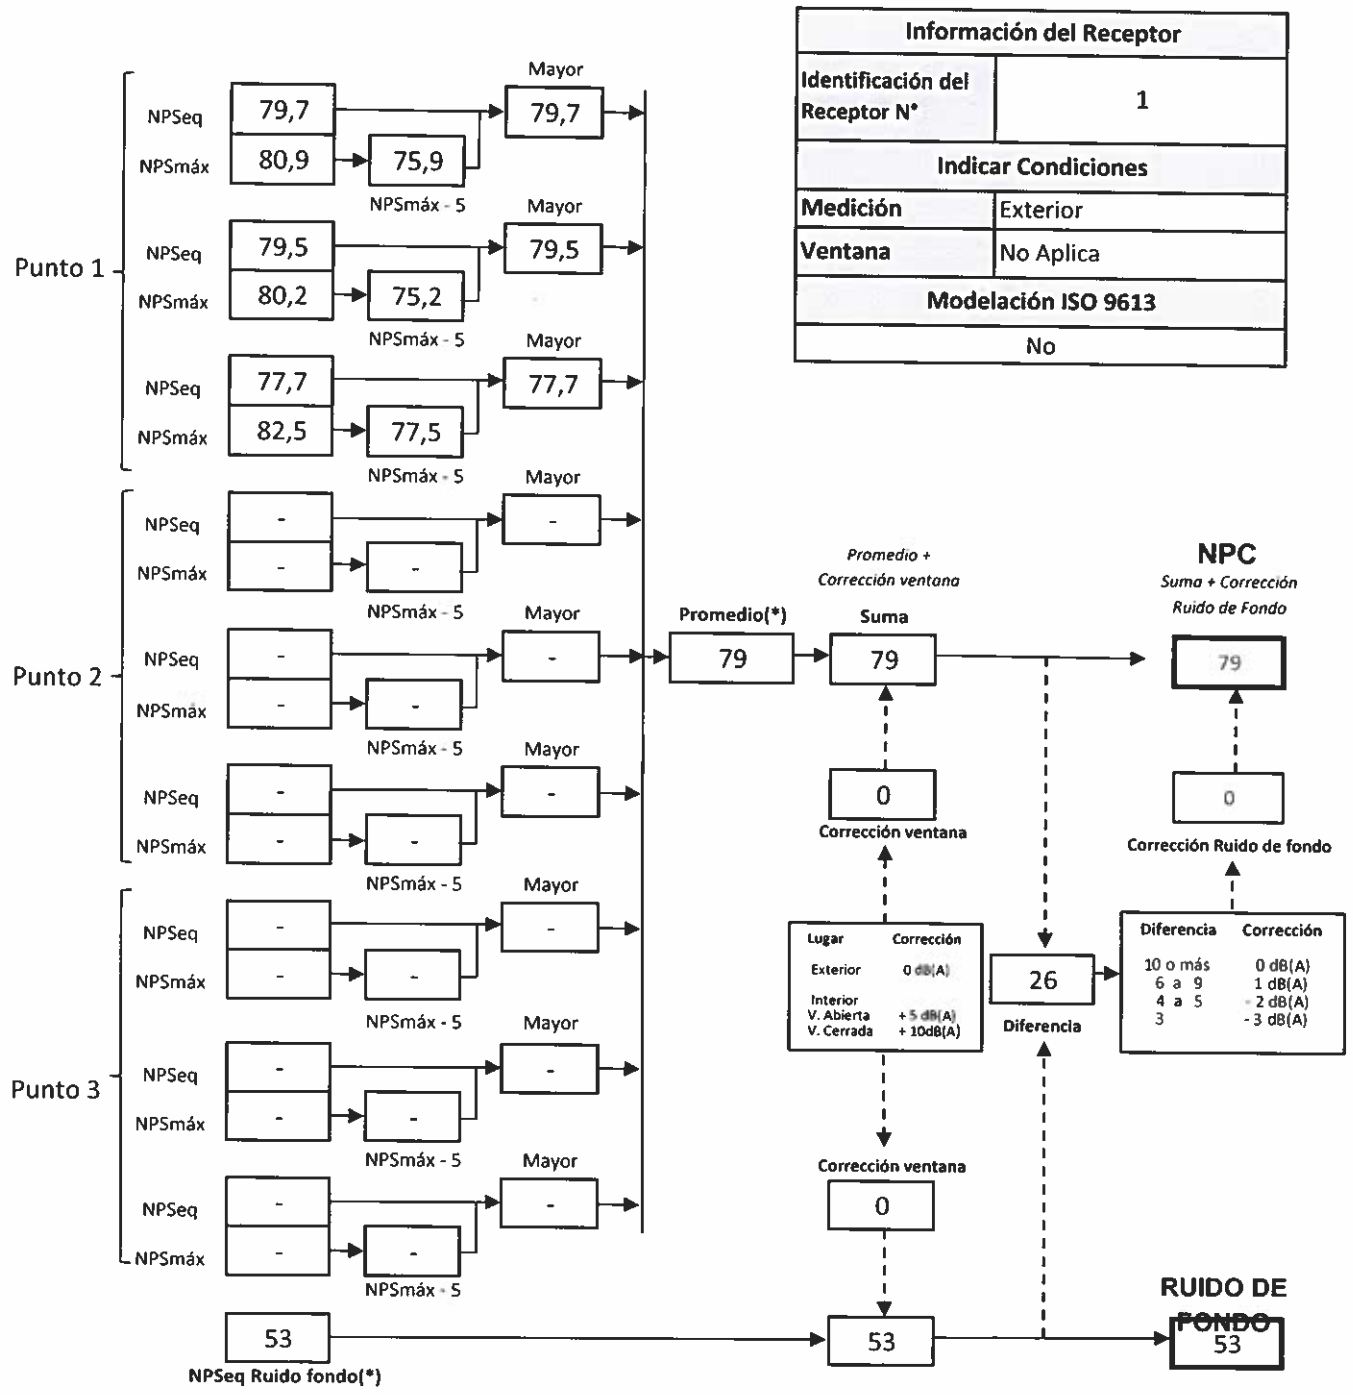 Información del Receptor
Identificación del
Receptor N°
1
Indicar Condiciones
Medición
Exterior
Ventana
No Aplica
Modelación ISO 9613
No
Punto 1
NPSeq
79,7
Mayor
79,7
NPSmáx
80,9
75,9
NPSmáx - 5
NPSeq
79,5
Mayor
79,5
NPSmáx
80,2
75,2
NPSmáx - 5
NPSeq
77,7
Mayor
77,7
NPSmáx
82,5
77,5
NPSmáx - 5
Punto 2
NPSeq
-
Mayor
-
NPSmáx
-
-
NPSmáx - 5
NPSeq
-
Mayor
-
NPSmáx
-
-
NPSmáx - 5
NPSeq
-
Mayor
-
NPSmáx
-
-
NPSmáx - 5
Punto 3
NPSeq
-
Mayor
-
NPSmáx
-
-
NPSmáx - 5
NPSeq
-
Mayor
-
NPSmáx
-
-
NPSmáx - 5
NPSeq
-
Mayor
-
NPSmáx
-
-
NPSmáx - 5
Promedio(*)
79
Promedio +
Corrección ventana
Suma
79
NPC
Suma + Corrección
Ruido de Fondo
79
0
Corrección ventana
0
Corrección Ruido de fondo
Lugar Corrección
Exterior 0 dB(A)
Interior
V. Abierta + 5 dB(A)
V. Cerrada + 10dB(A)
26
Diferencia
Diferencia Corrección
10 o más 0 dB(A)
6 a 9 1 dB(A)
4 a 5 - 2 dB(A)
3 - 3 dB(A)
Corrección ventana
0
53
NPSeq Ruido fondo(*)
53
RUIDO DE
FONDO
53